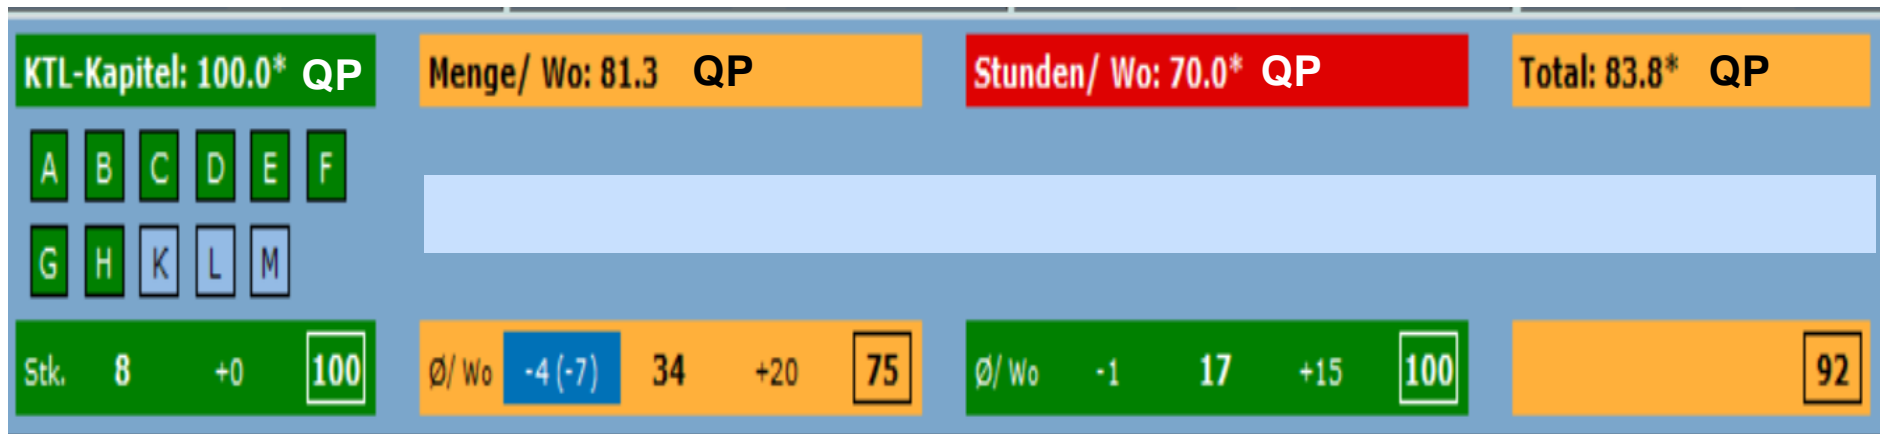 KTL-Kapitel: 100.0* QP Menge/ Wo: 81.3 QP Stunden/ Wo: 70.0* QP Total: 83.8* QP
A B C D E F
G H K L M
Stk. 8 +0 100 Ø/ Wo -4 (-7) 34 +20 75 Ø/ Wo -1 17 +15 100 92